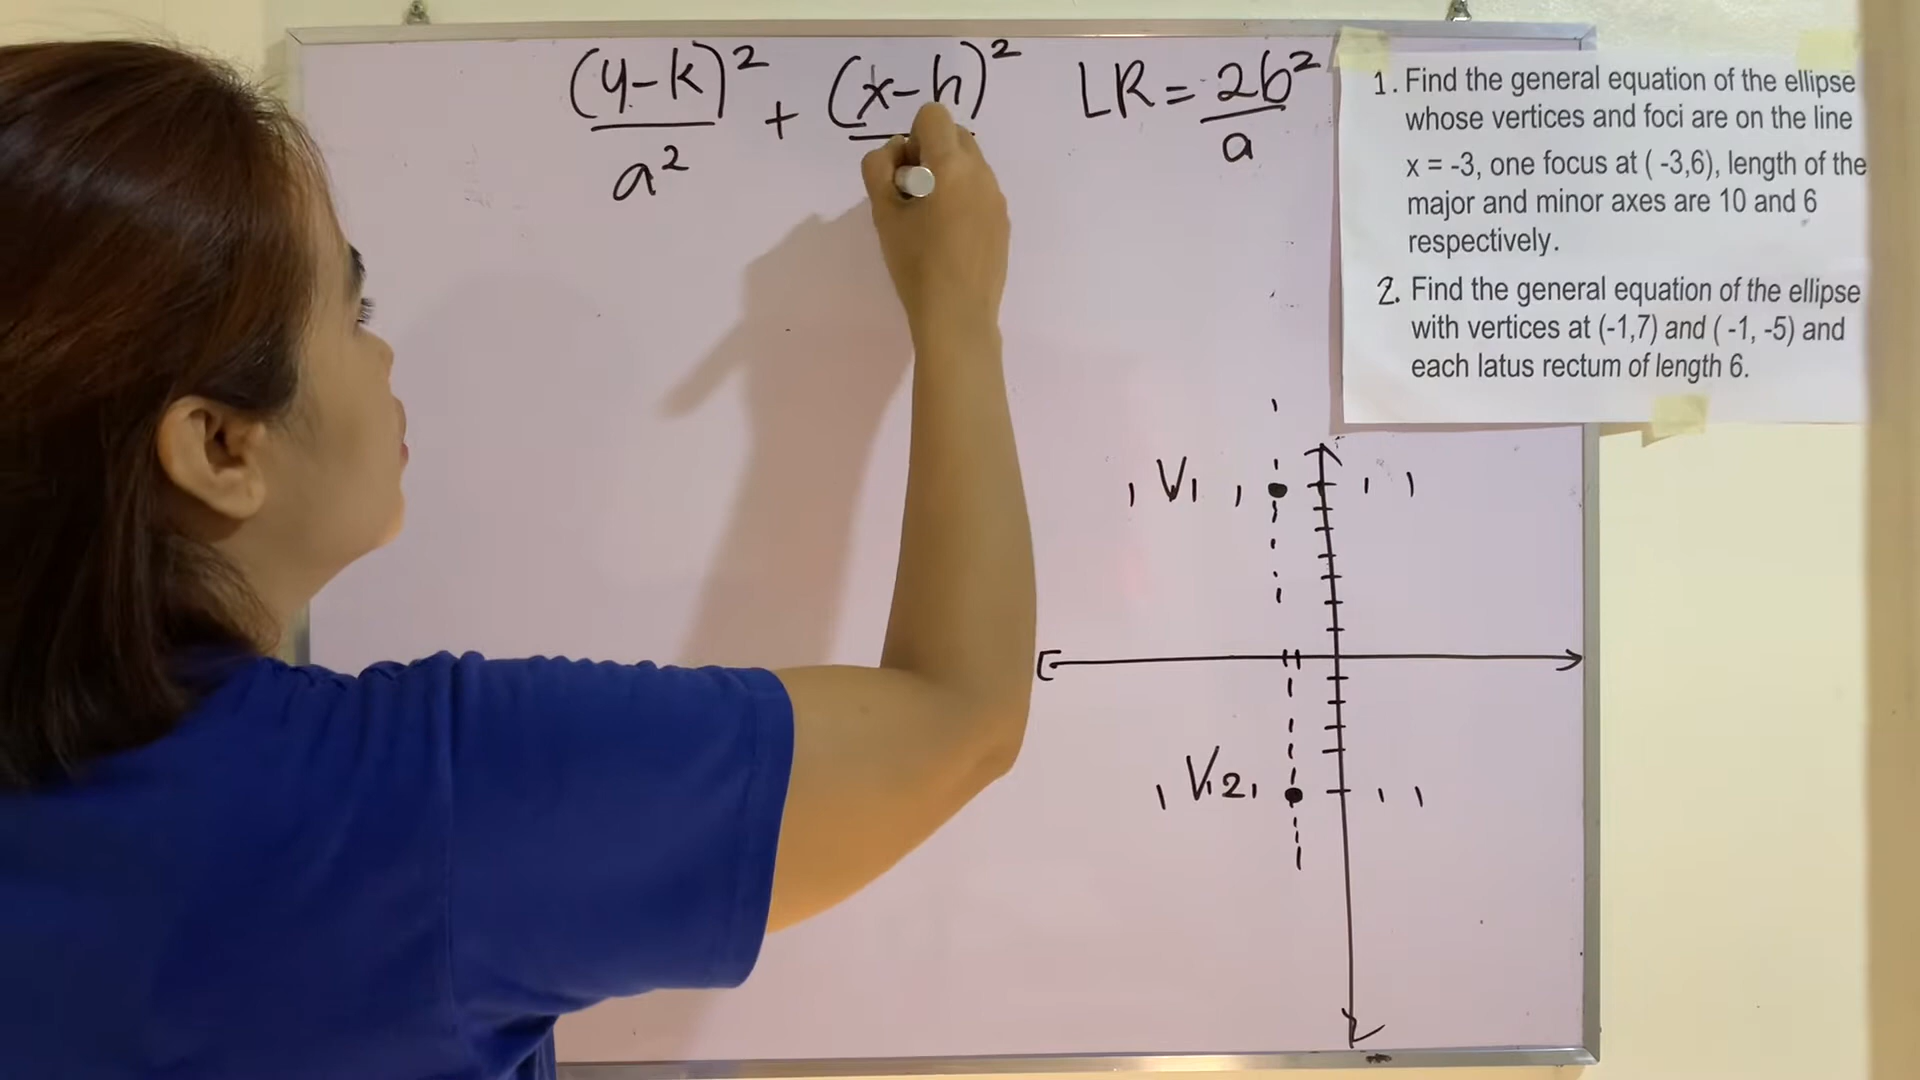 (y-k)² + (x-h)²
a²
LR = 2b²
a
1. Find the general equation of the ellipse
whose vertices and foci are on the line
x = -3, one focus at ( -3,6), length of the
major and minor axes are 10 and 6
respectively.
2. Find the general equation of the ellipse
with vertices at (-1,7) and ( -1, -5) and
each latus rectum of length 6.
V1
V2